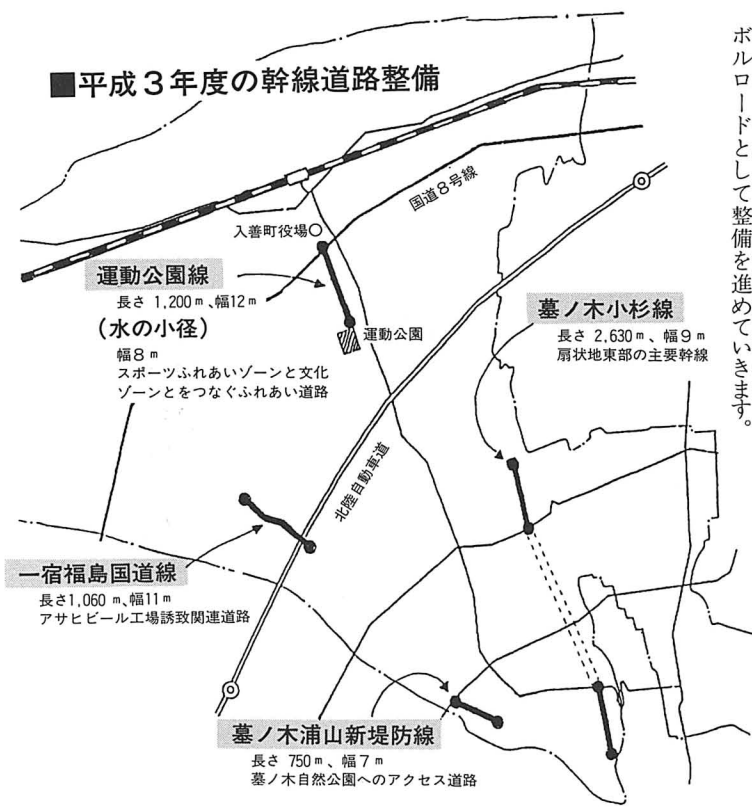 ボルロードとして整備を進めていきます。
■平成3年度の幹線道路整備
国道8号線
入善町役場
運動公園線
長さ 1,200m、幅12m
(水の小径)
幅8m
スポーツふれあいゾーンと文化
ゾーンとをつなぐふれあい道路
運動公園
墓ノ木小杉線
長さ 2,630m、幅9m
扇状地東部の主要幹線
北陸自動車道
一宿福島国道線
長さ1,060m、幅11m
アサヒビール工場誘致関連道路
墓ノ木浦山新堤防線
長さ 750m、幅7m
墓ノ木自然公園へのアクセス道路